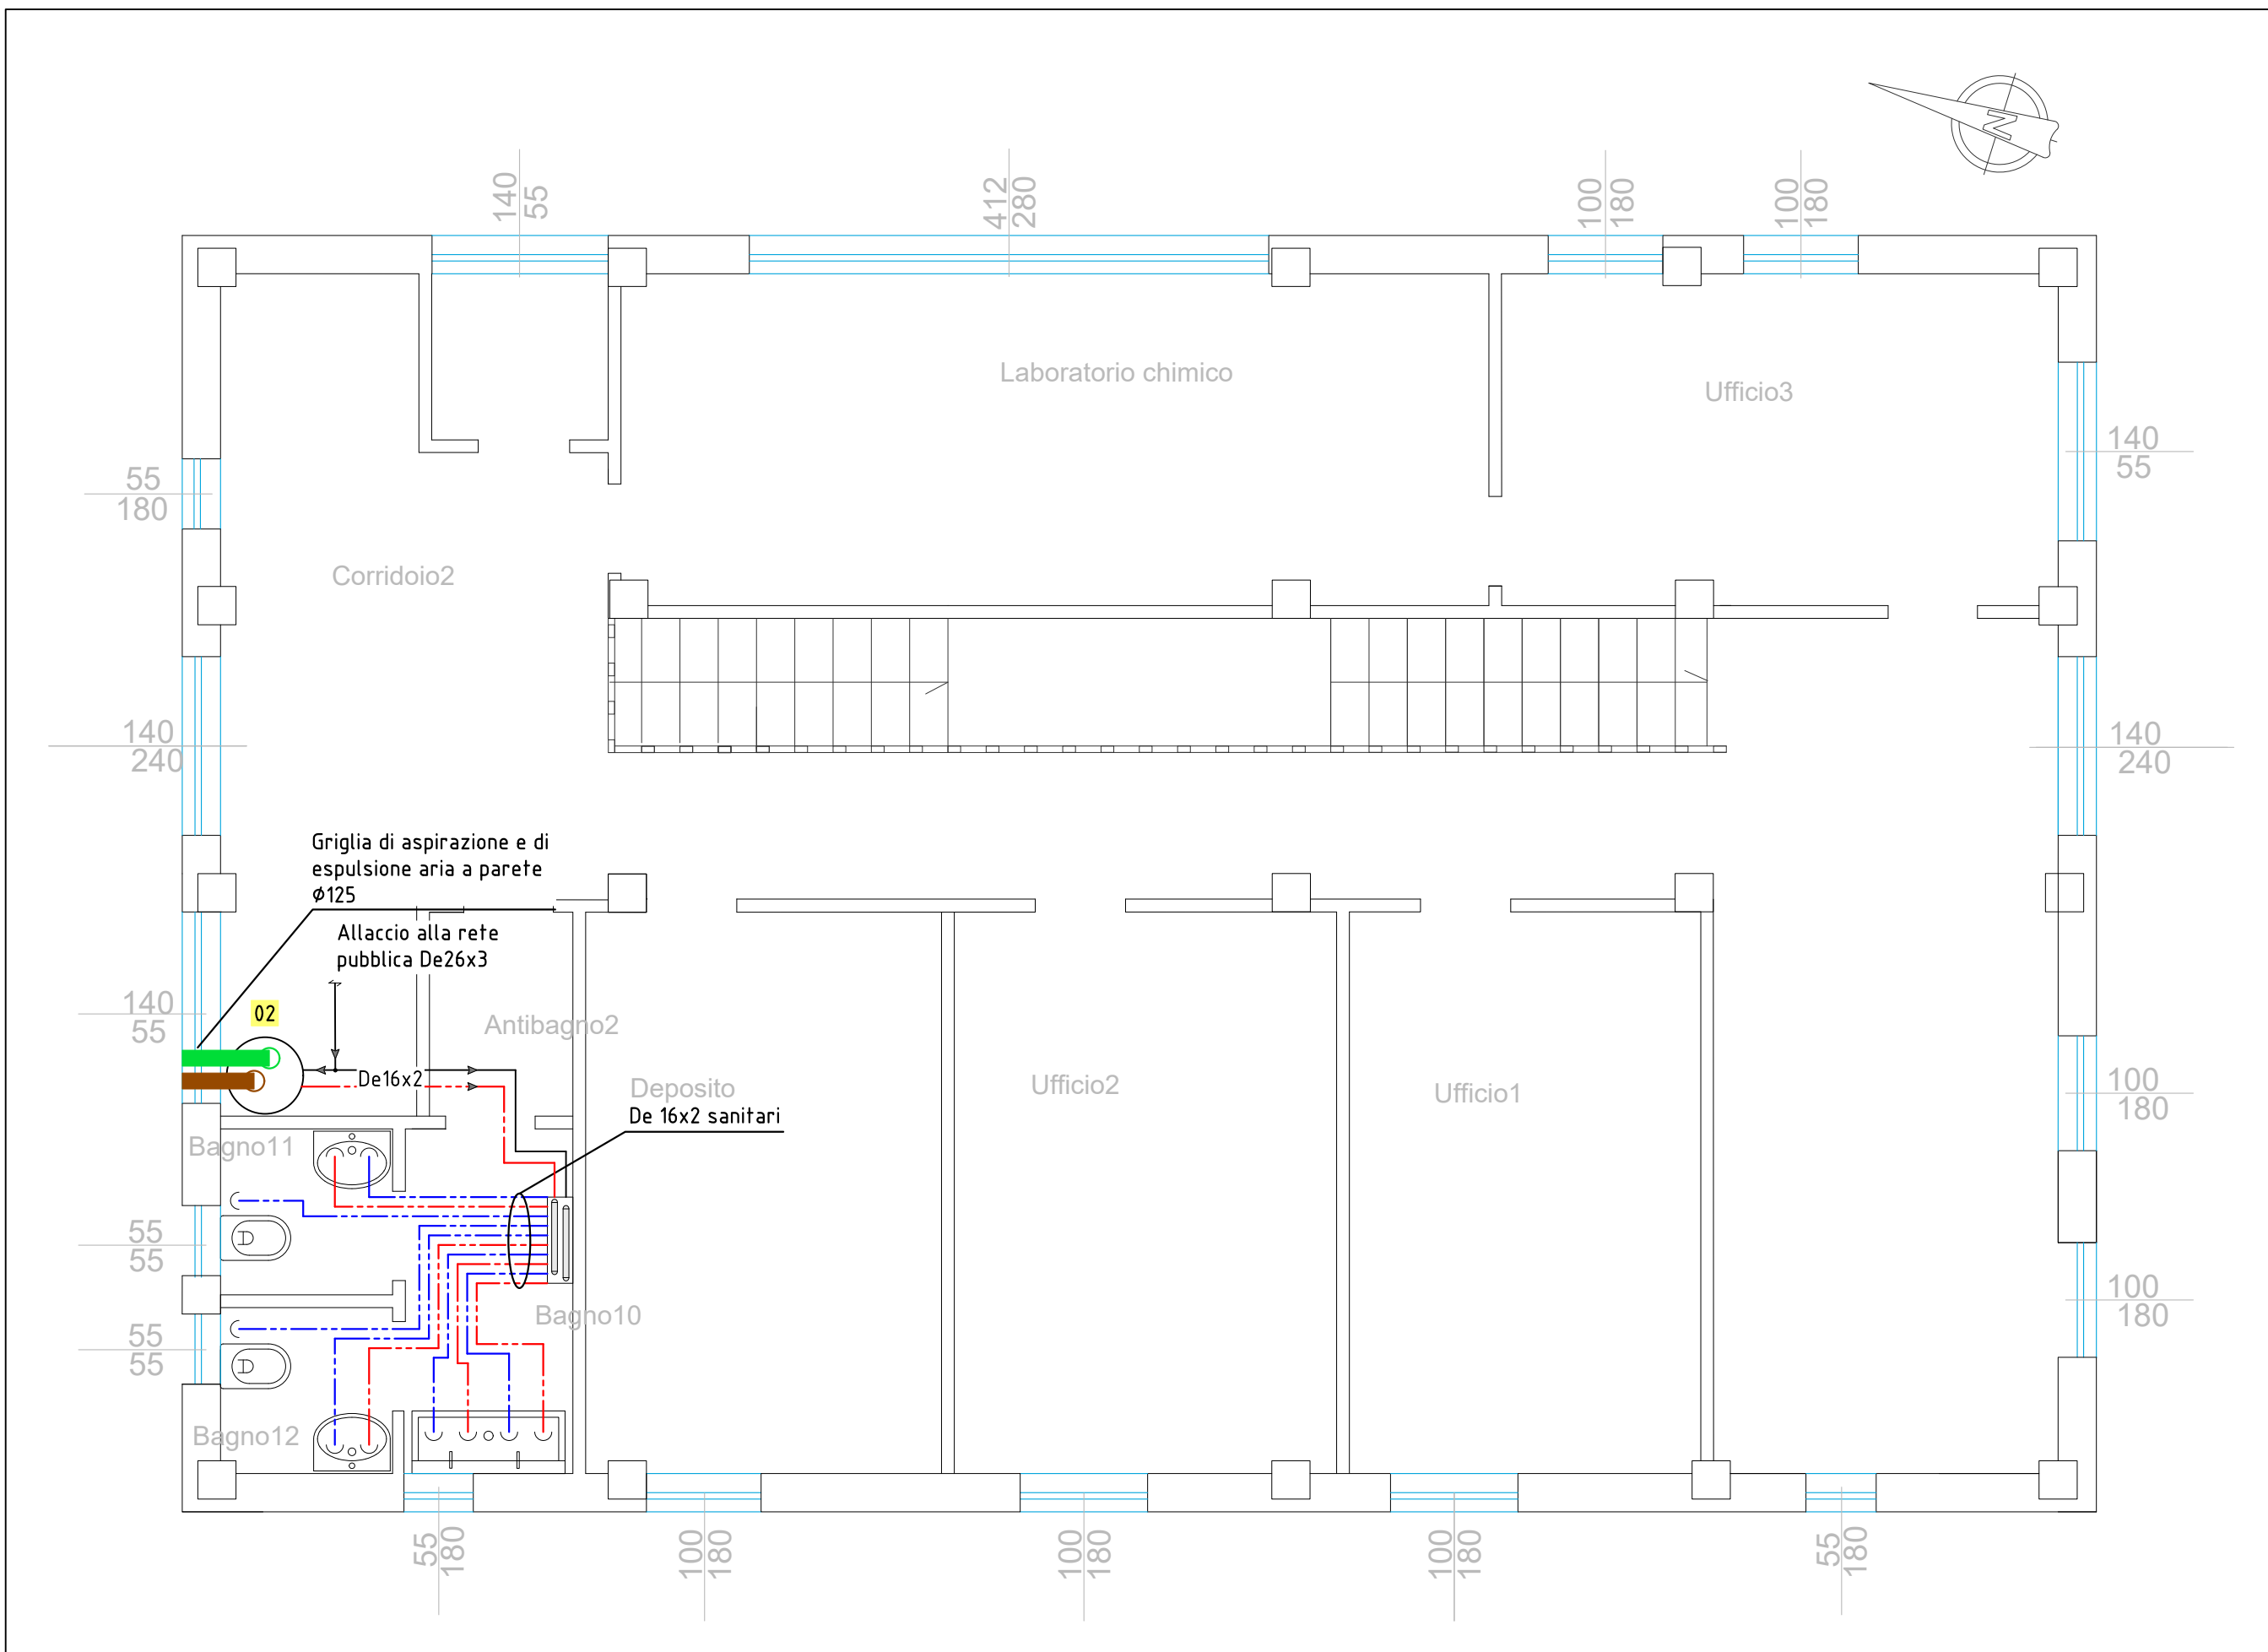 N
140
55
412
280
100
180
100
180
Laboratorio chimico
Ufficio3
140
55
55
180
Corridoio2
140
240
140
240
Griglia di aspirazione e di
espulsione aria a parete
Ø125
Allaccio alla rete
pubblica De26x3
140
55
02
Antibagno2
De16x2
Deposito
Ufficio2
Ufficio1
100
180
De 16x2 sanitari
Bagno11
55
55
100
180
Bagno10
55
55
Bagno12
55
180
100
180
100
180
100
180
55
180